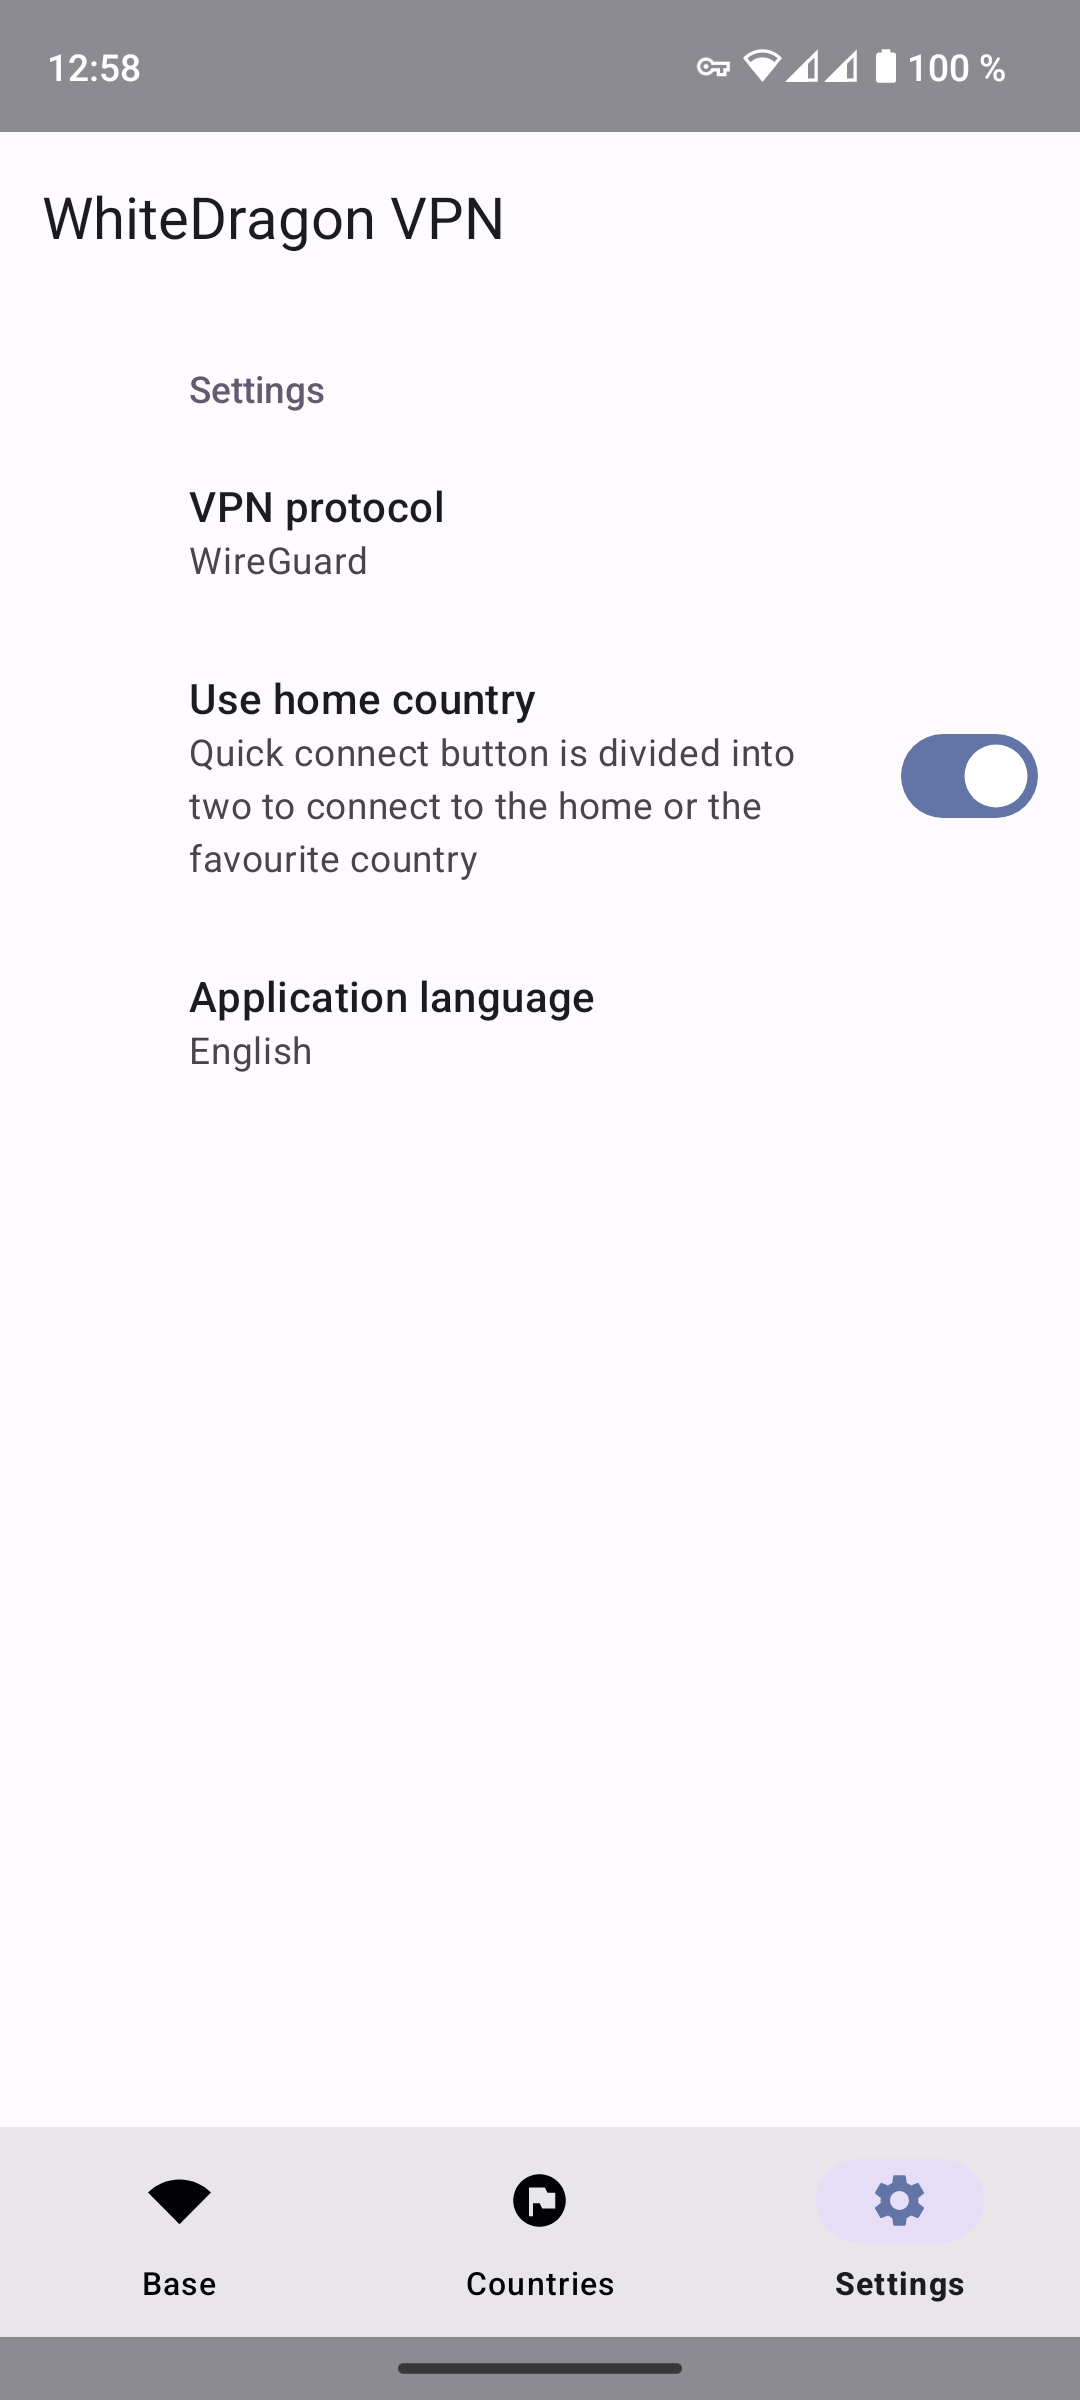 12:58
100 %
WhiteDragon VPN
Settings
VPN protocol
WireGuard
Use home country
Quick connect button is divided into
two to connect to the home or the
favourite country
Application language
English
Base
Countries
Settings